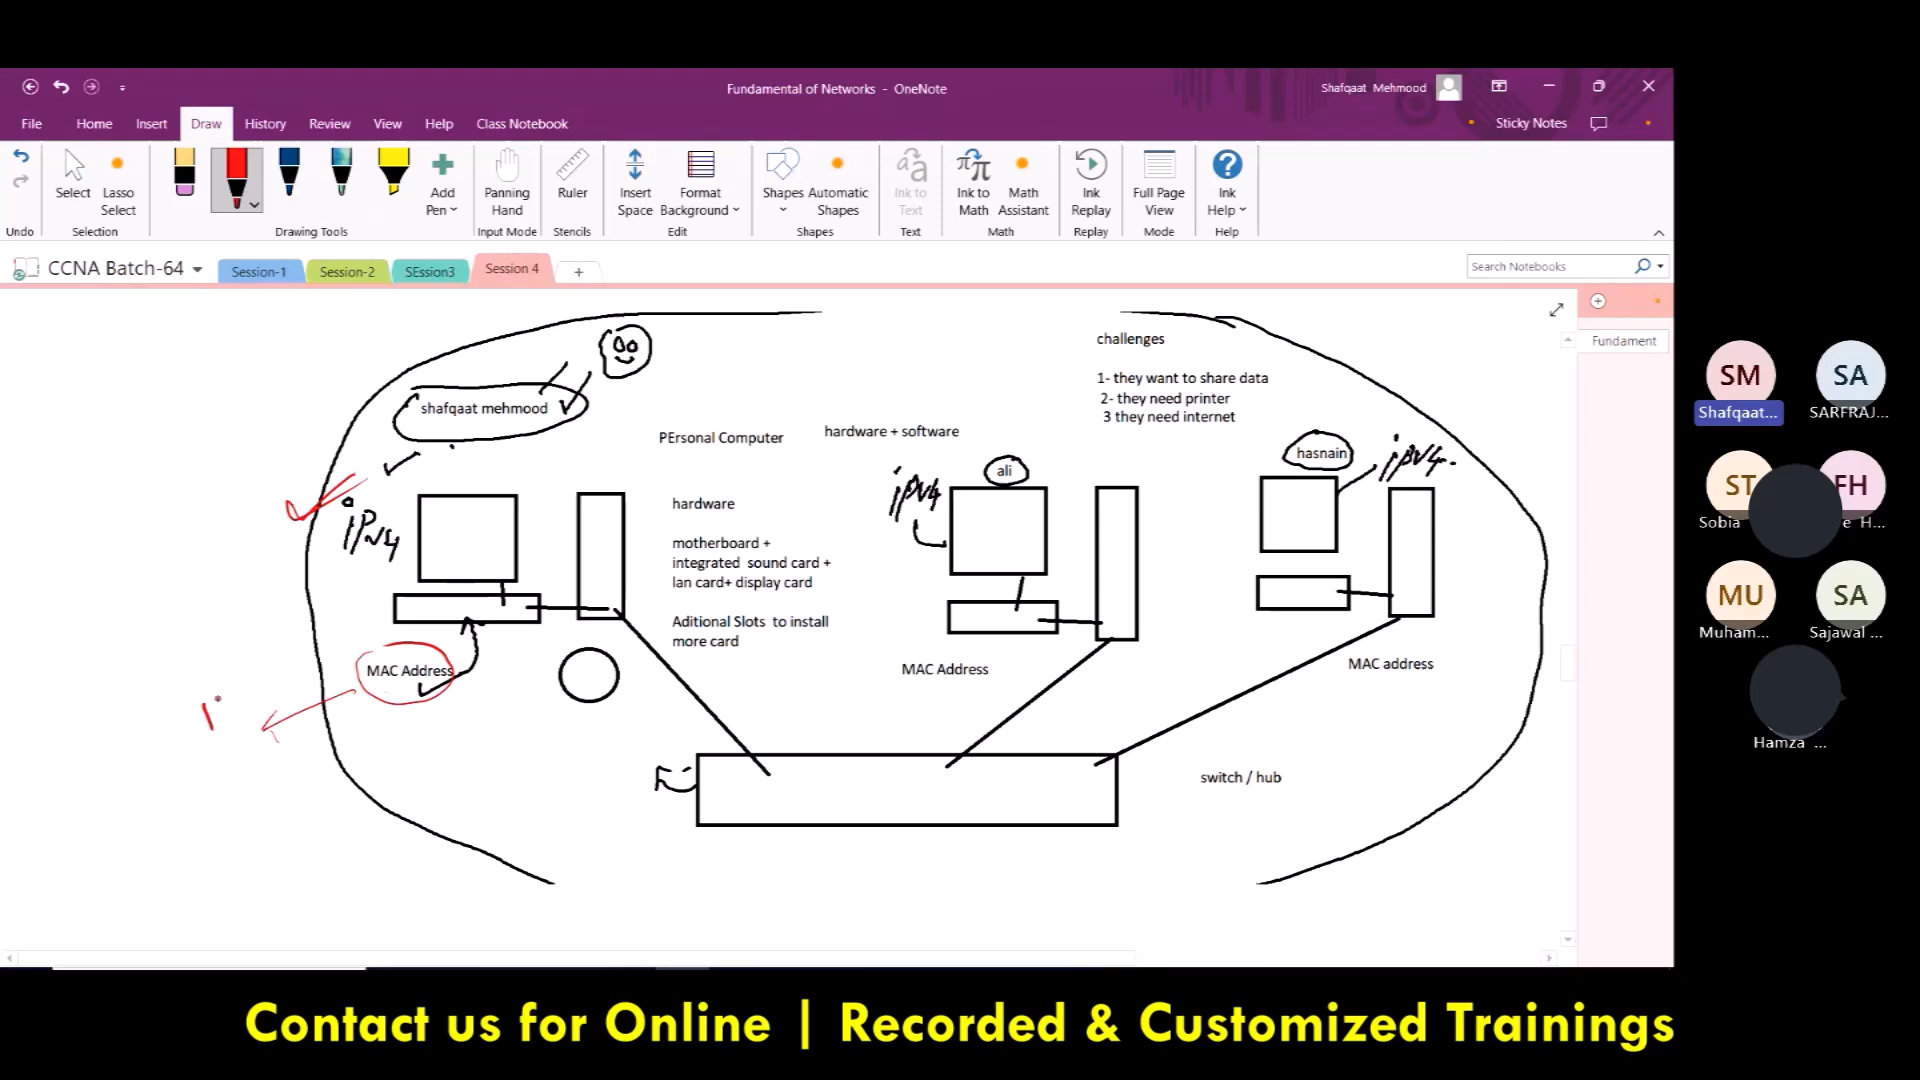 Fundamental of Networks - OneNote
Shafqaat Mehmood
File Home Insert Draw History Review View Help Class Notebook
Sticky Notes
Select
Lasso Select
Add Pen
Panning Hand
Ruler
Insert Space
Format Background
Shapes
Automatic Shapes
Ink to Text
Ink to Math
Math Assistant
Ink Replay
Full Page View
Ink Help
Undo Selection Drawing Tools Input Mode Stencils Edit Shapes Text Math Replay Mode Help
CCNA Batch-64
Session-1 Session-2 SEssion3 Session 4
Search Notebooks
Fundament
challenges
1- they want to share data
2- they need printer
3 they need internet
shafqaat mehmood
PErsonal Computer
hardware + software
ali
hasnain
ipv4
ipv4
ipv4
hardware
motherboard +
integrated sound card +
lan card+ display card
Aditional Slots to install
more card
MAC Address
MAC Address
MAC address
switch / hub
SM
Shafqaat...
SA
SARFRAJ...
ST
Sobia
FH
e H...
MU
Muham...
SA
Sajawal ...
Hamza ...
Contact us for Online | Recorded & Customized Trainings